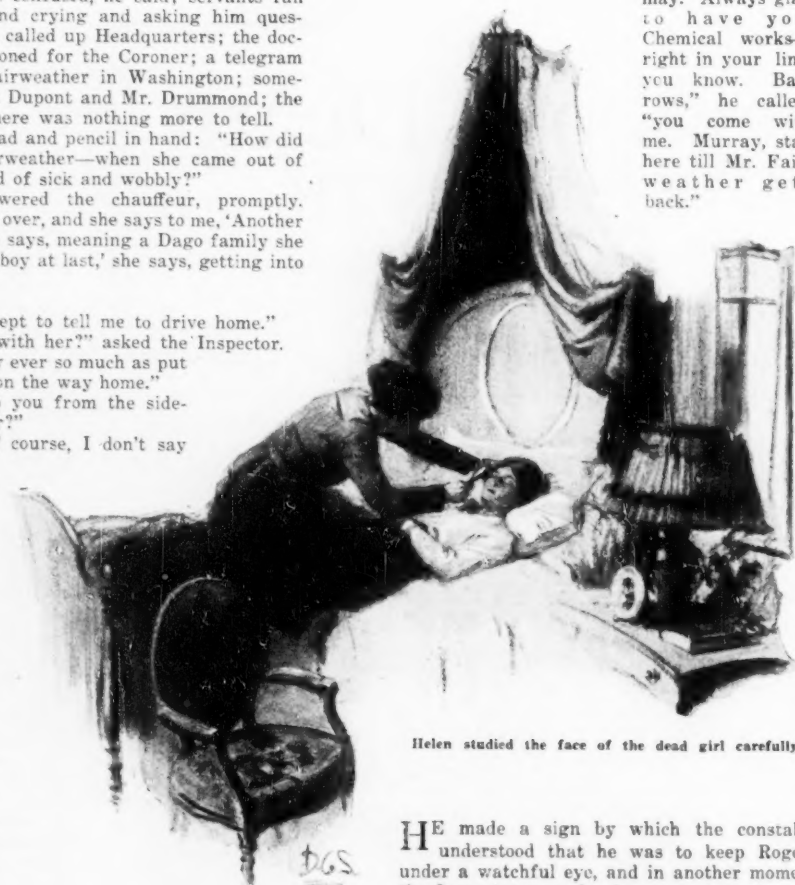 nd crying and asking him ques-
called up Headquarters; the doc-
oned for the Coroner; a telegram
irweather in Washington; some-
Dupont and Mr. Drummond; the
here was nothing more to tell.
ad and pencil in hand: "How did
rweather—when she came out of
d of sick and wobbly?"
wered the chauffeur, promptly.
over, and she says to me, 'Another
says, meaning a Dago family she
boy at last,' she says, getting into
ept to tell me to drive home."
with her?" asked the Inspector.
r ever so much as put
on the way home."
you from the side-
?"
course, I don't say
to have yo
Chemical works-
right in your lin
you know. Ba
rows," he calle
"you come wi
me. Murray, sta
here till Mr. Fai
weather get
back."
Helen studied the face of the dead girl carefully
HE made a sign by which the constab
understood that he was to keep Roge
under a watchful eye, and in another mome
D.G.S.